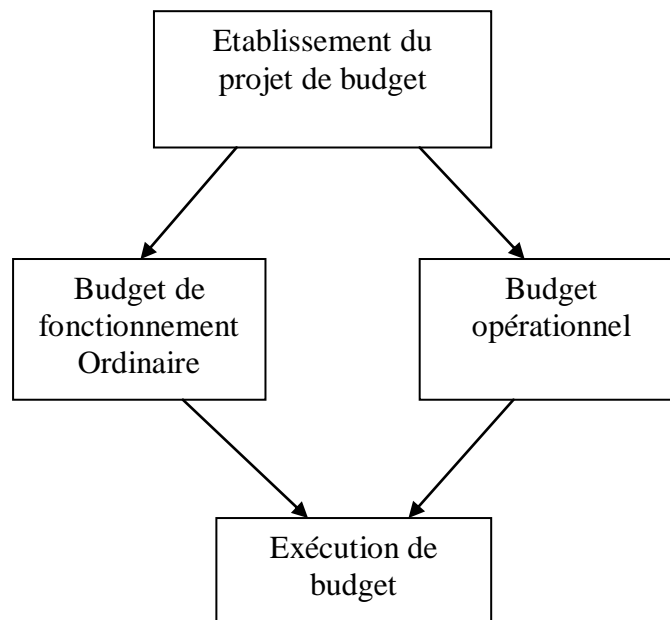 Etablissement du
projet de budget
Budget de
fonctionnement
Ordinaire
Budget
opérationnel
Exécution de
budget